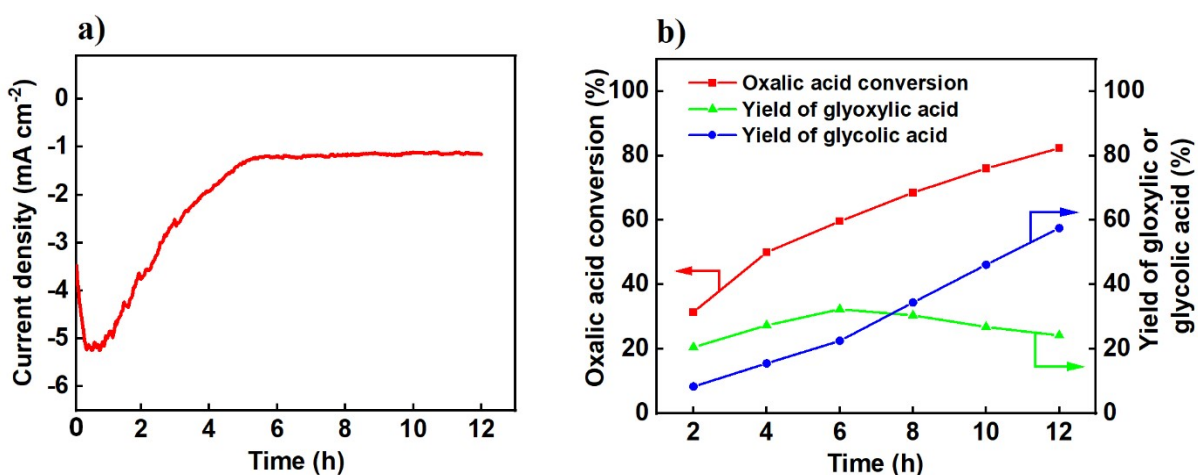 a)
Current density (mA cm-2)
0
-1
-2
-3
-4
-5
-6
0 2 4 6 8 10 12
Time (h)
b)
Oxalic acid conversion (%)
100
80
60
40
20
0
Oxalic acid conversion
Yield of glyoxylic acid
Yield of glycolic acid
2 4 6 8 10 12
Time (h)
100
80
60
40
20
0
Yield of gloxylic or
glycolic acid (%)